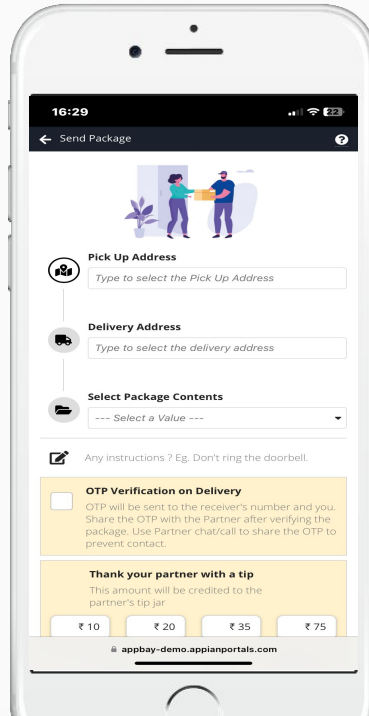 16:29
22
Send Package
Pick Up Address
Type to select the Pick Up Address
Delivery Address
Type to select the delivery address
Select Package Contents
--- Select a Value ---
Any instructions ? Eg. Don't ring the doorbell.
OTP Verification on Delivery
OTP will be sent to the receiver's number and you.
Share the OTP with the Partner after verifying the
package. Use Partner chat/call to share the OTP to
prevent contact.
Thank your partner with a tip
This amount will be credited to the
partner's tip jar
₹ 10 ₹ 20 ₹ 35 ₹ 75
appbay-demo.appianportals.com